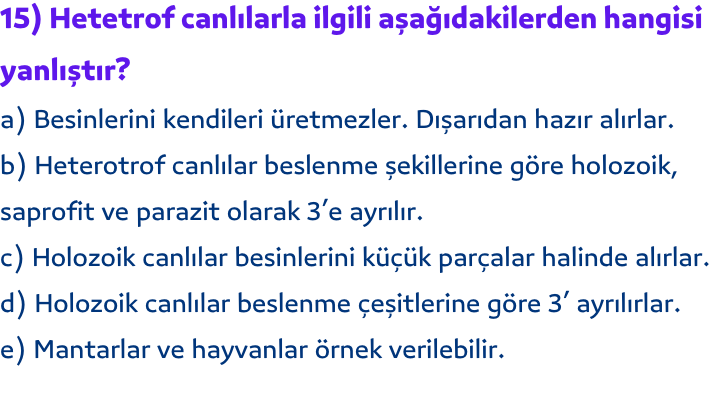 15) Hetetrof canlılarla ilgili aşağıdakilerden hangisi
yanlıştır?
a) Besinlerini kendileri üretmezler. Dışarıdan hazır alırlar.
b) Heterotrof canlılar beslenme şekillerine göre holozoik,
saprofit ve parazit olarak 3’e ayrılır.
c) Holozoik canlılar besinlerini küçük parçalar halinde alırlar.
d) Holozoik canlılar beslenme çeşitlerine göre 3’ ayrılırlar.
e) Mantarlar ve hayvanlar örnek verilebilir.